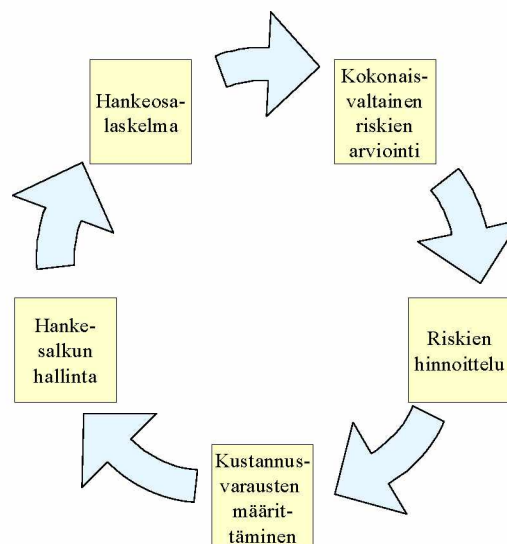 Hankeosa-
laskelma
Kokonais-
valtainen
riskien
arviointi
Riskien
hinnoittelu
Kustannus-
varausten
määrit-
täminen
Hanke-
salkun
hallinta